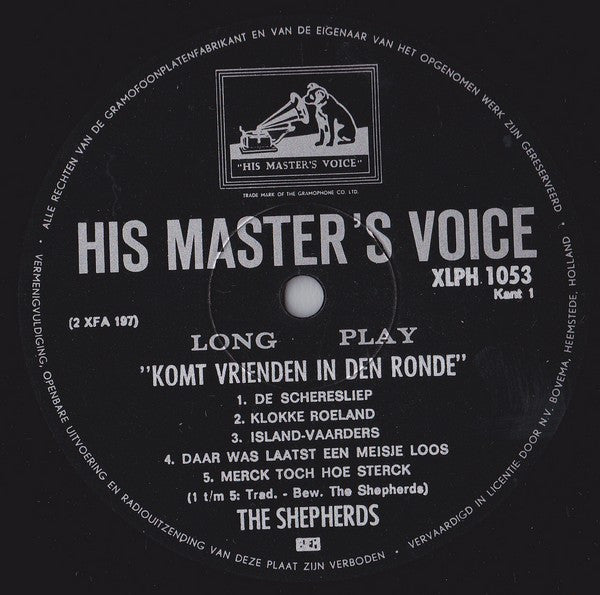 ALLE RECHTEN VAN DE GRAMOFOONPLATENFABRIKANT EN VAN DE EIGENAAR VAN HET OPGENOMEN WERK ZIJN GERESERVEERD •
"HIS MASTER'S VOICE"
TRADE MARK OF THE GRAMOPHONE CO. LTD.
HIS MASTER'S VOICE
XLPH 1053
Kant 1
(2 XFA 197)
LONG PLAY
"KOMT VRIENDEN IN DEN RONDE"
1. DE SCHERESLIEP
2. KLOKKE ROELAND
3. ISLAND-VAARDERS
4. DAAR WAS LAATST EEN MEISJE LOOS
5. MERCK TOCH HOE STERCK
(1 t/m 5: Trad. - Bew. The Shepherds)
THE SHEPHERDS
• VERMENIGVULDIGING, OPENBARE UITVOERING EN RADIOUITZENDING VAN DEZE PLAAT ZIJN VERBODEN •
VERVAARDIGD IN LICENTIE DOOR N.V. BOVEMA, HEEMSTEDE, HOLLAND